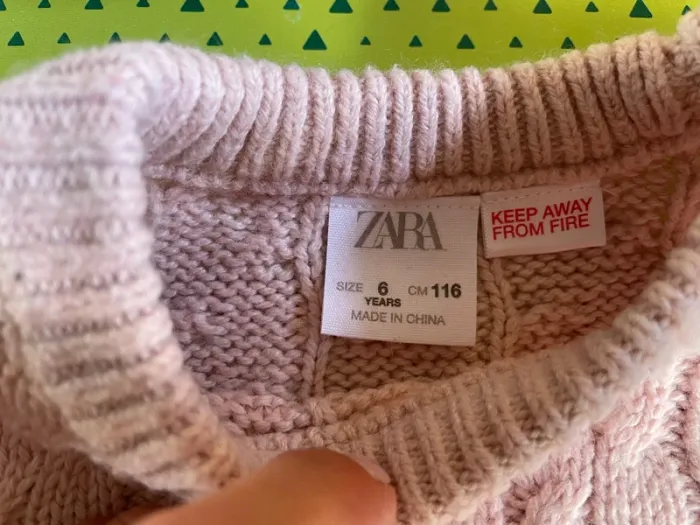 ZARA
SIZE 6 CM 116
YEARS
MADE IN CHINA
KEEP AWAY
FROM FIRE